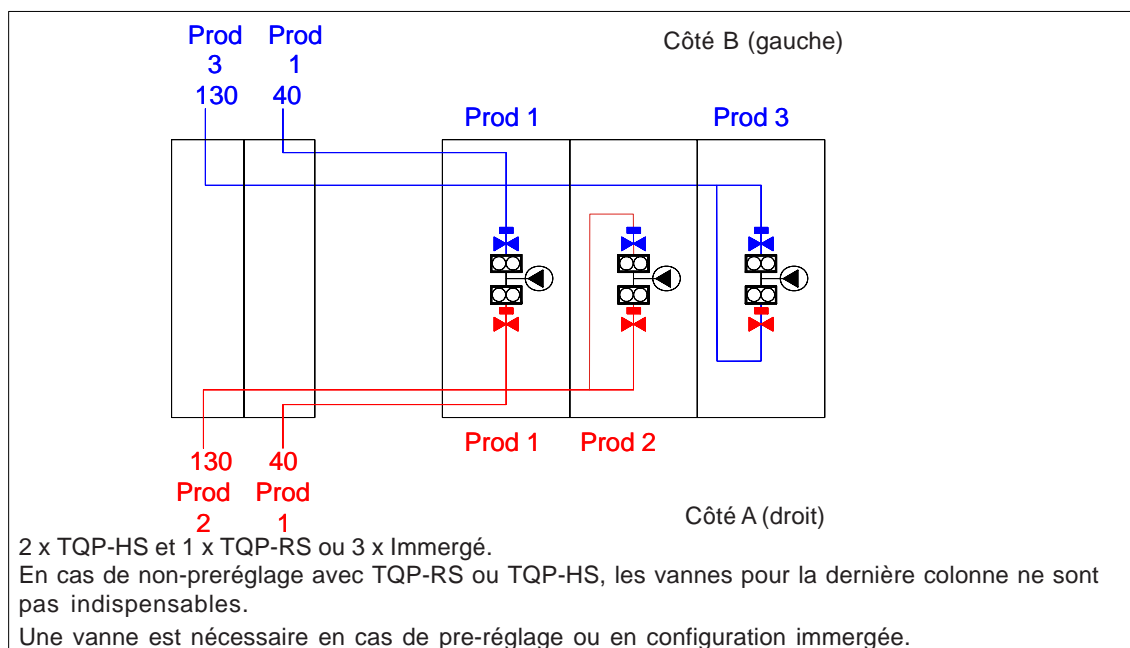 Prod Prod
3 1
130 40
Côté B (gauche)
Prod 1 Prod 3
Prod 1 Prod 2
130 40
Prod Prod
2 1
Côté A (droit)
2 x TQP-HS et 1 x TQP-RS ou 3 x Immergé.
En cas de non-preréglage avec TQP-RS ou TQP-HS, les vannes pour la dernière colonne ne sont
pas indispensables.
Une vanne est nécessaire en cas de pre-réglage ou en configuration immergée.